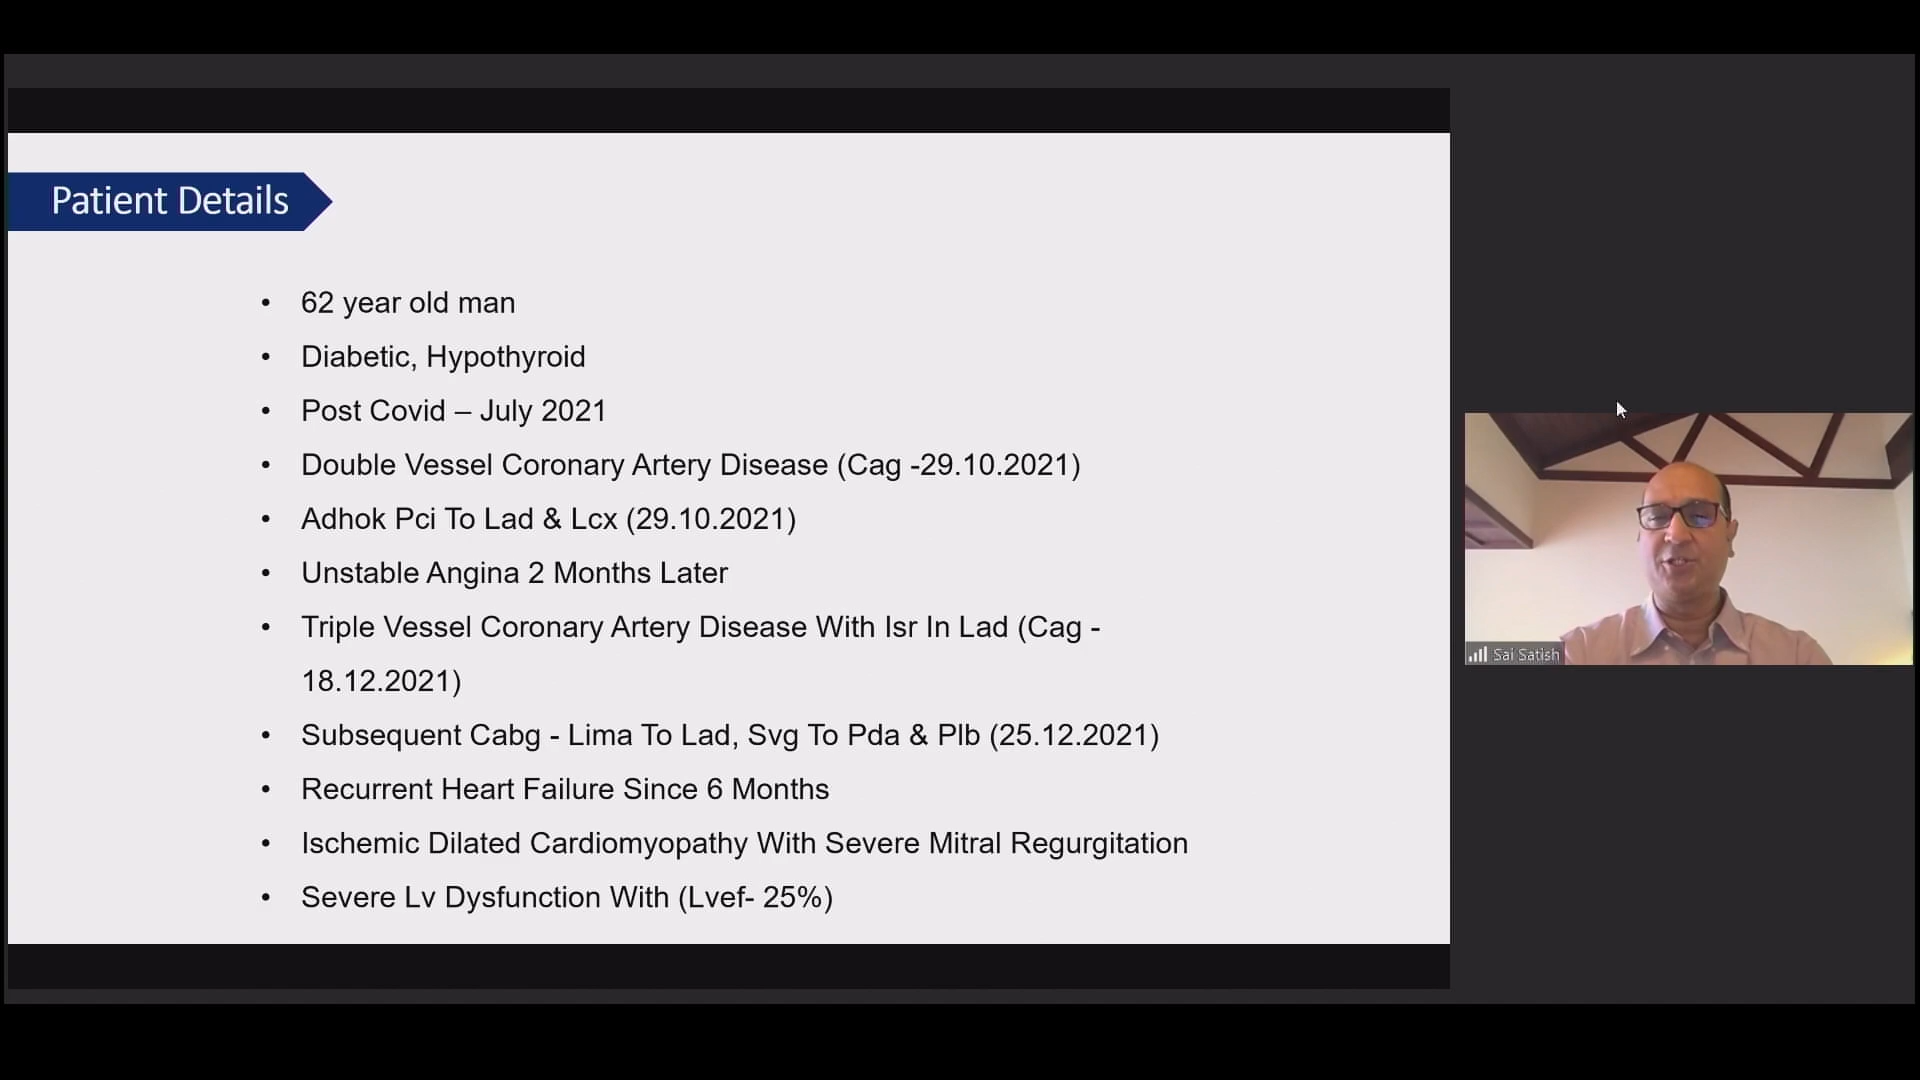 Patient Details
• 62 year old man
• Diabetic, Hypothyroid
• Post Covid – July 2021
• Double Vessel Coronary Artery Disease (Cag -29.10.2021)
• Adhok Pci To Lad & Lcx (29.10.2021)
• Unstable Angina 2 Months Later
• Triple Vessel Coronary Artery Disease With Isr In Lad (Cag -
18.12.2021)
• Subsequent Cabg - Lima To Lad, Svg To Pda & Plb (25.12.2021)
• Recurrent Heart Failure Since 6 Months
• Ischemic Dilated Cardiomyopathy With Severe Mitral Regurgitation
• Severe Lv Dysfunction With (Lvef- 25%)
Sai Satish